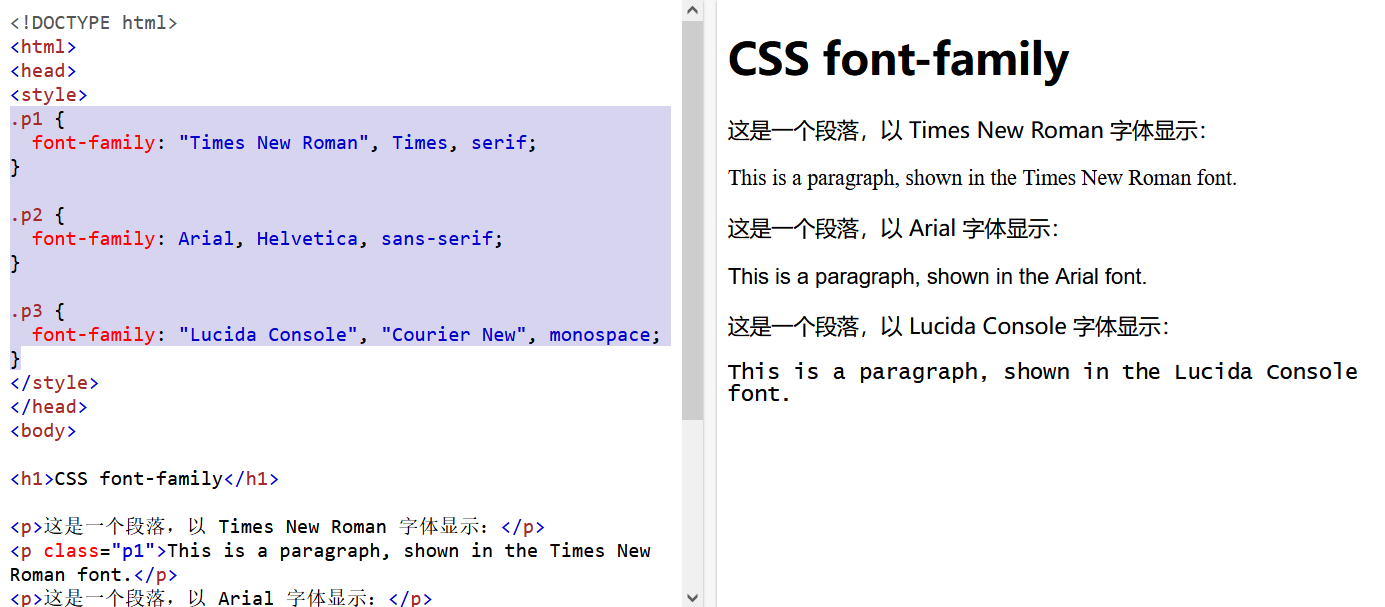 <!DOCTYPE html>
<html>
<head>
<style>
.p1 {
  font-family: "Times New Roman", Times, serif;
}

.p2 {
  font-family: Arial, Helvetica, sans-serif;
}

.p3 {
  font-family: "Lucida Console", "Courier New", monospace;
}
</style>
</head>
<body>

<h1>CSS font-family</h1>

<p>这是一个段落，以 Times New Roman 字体显示：</p>
<p class="p1">This is a paragraph, shown in the Times New
Roman font.</p>
<p>这是一个段落，以 Arial 字体显示：</p>
CSS font-family
这是一个段落，以 Times New Roman 字体显示：
This is a paragraph, shown in the Times New Roman font.
这是一个段落，以 Arial 字体显示：
This is a paragraph, shown in the Arial font.
这是一个段落，以 Lucida Console 字体显示：
This is a paragraph, shown in the Lucida Console
font.